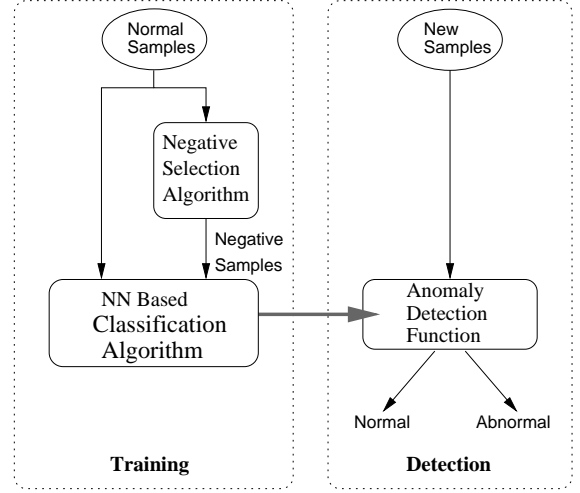 Normal
Samples
Negative
Selection
Algorithm
Negative
Samples
NN Based
Classification
Algorithm
Training
New
Samples
Anomaly
Detection
Function
Normal
Abnormal
Detection